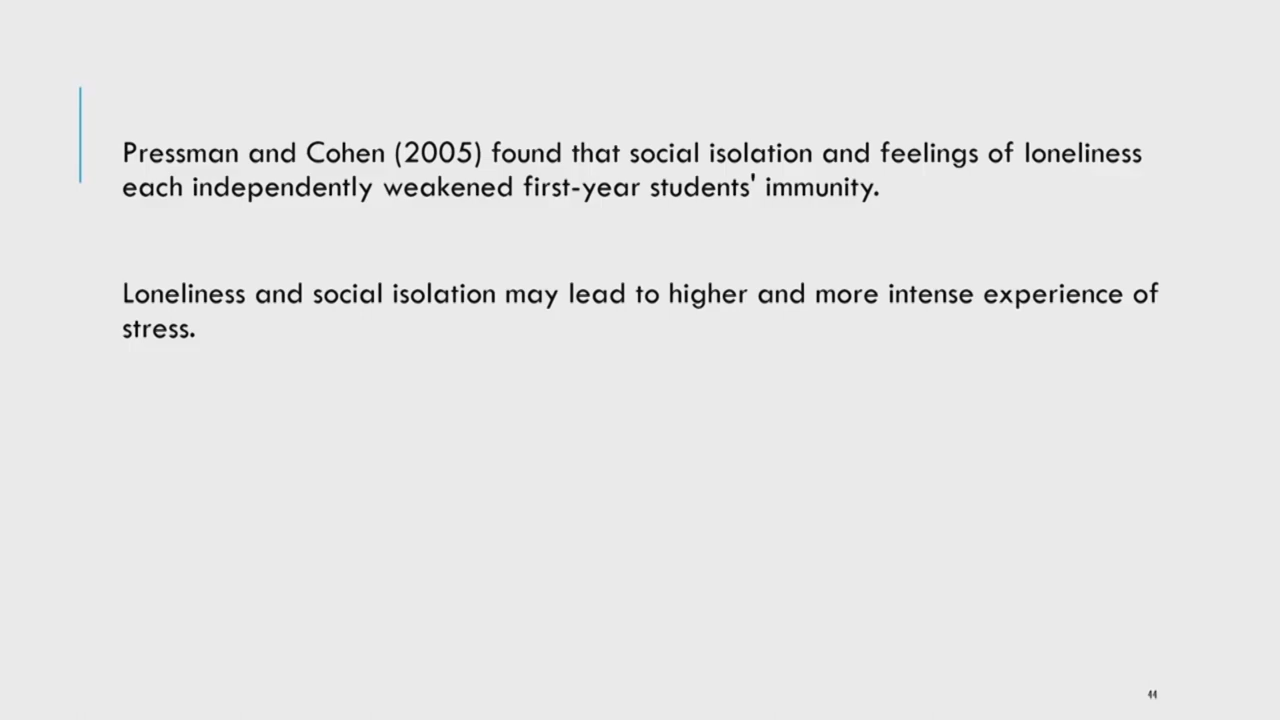 Pressman and Cohen (2005) found that social isolation and feelings of loneliness
each independently weakened first-year students' immunity.
Loneliness and social isolation may lead to higher and more intense experience of
stress.
44